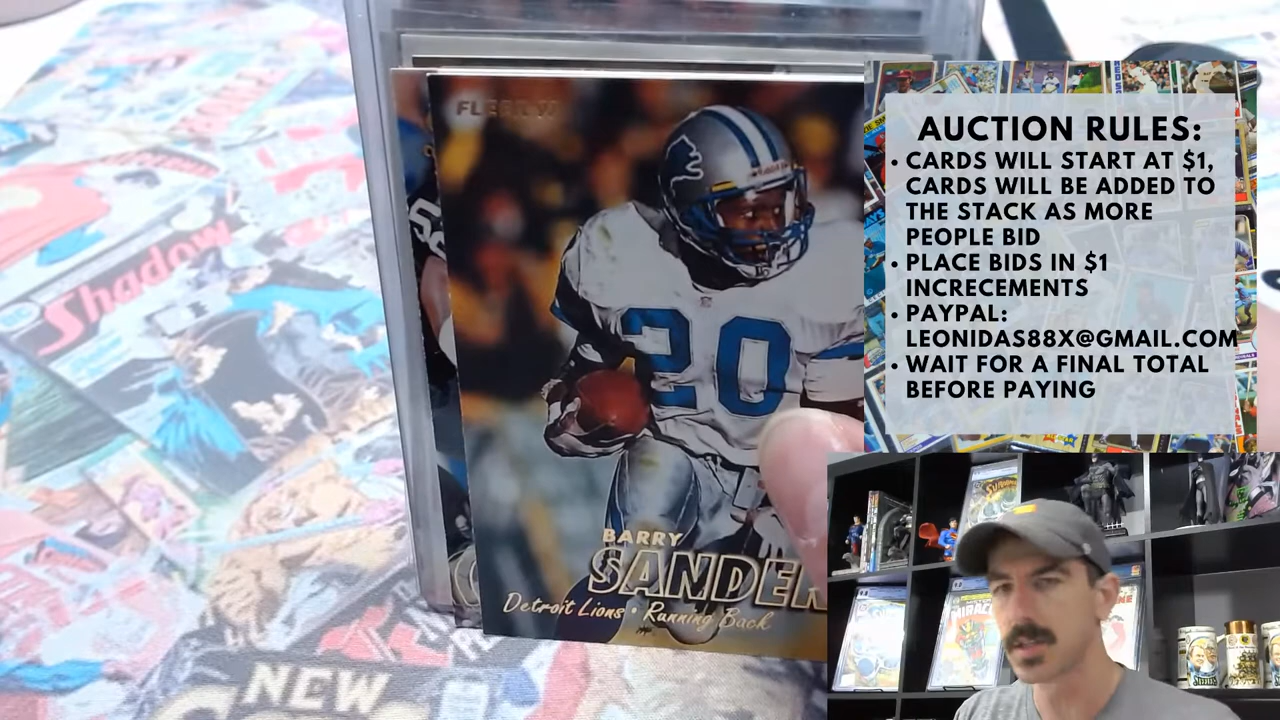 FLEER 97
20
BARRY
SANDER
Detroit Lions • Running Back
Shadow
NEW
AUCTION RULES:
• CARDS WILL START AT $1,
CARDS WILL BE ADDED TO
THE STACK AS MORE
PEOPLE BID
• PLACE BIDS IN $1
INCRECEMENTS
• PAYPAL:
LEONIDAS88X@GMAIL.COM
• WAIT FOR A FINAL TOTAL
BEFORE PAYING